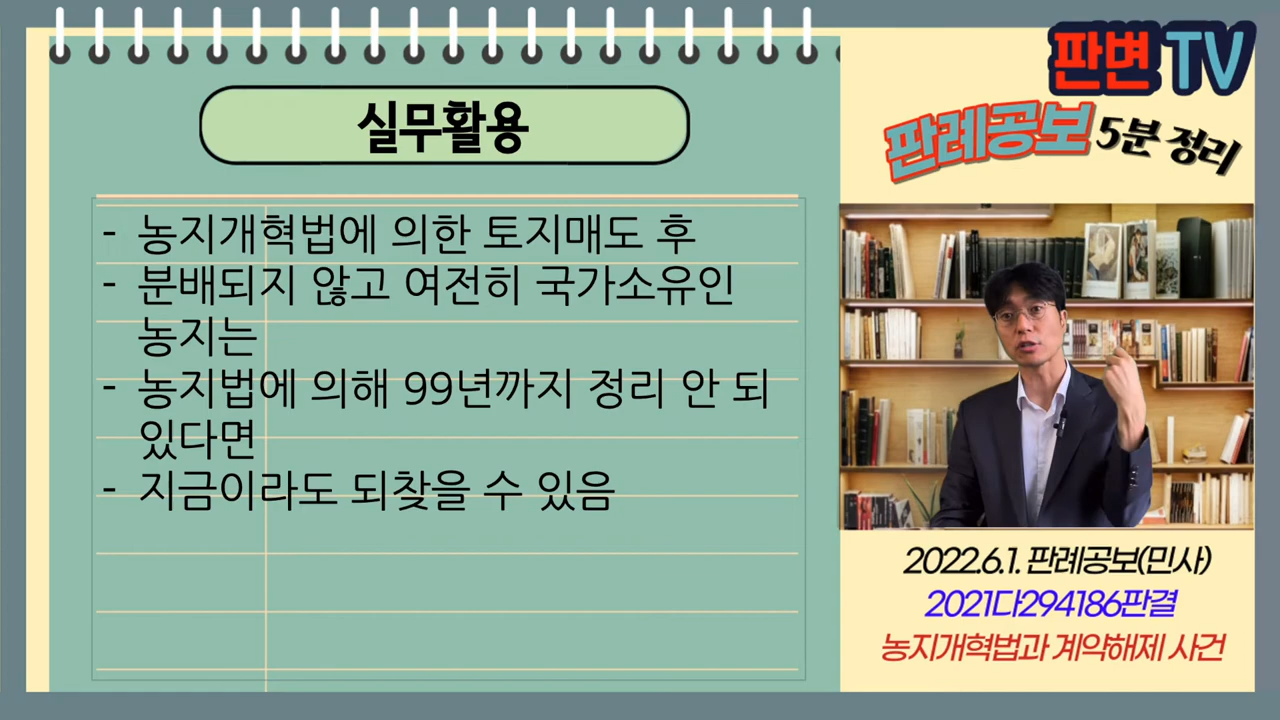 판변 TV
판례공보 5분 정리
실무활용
- 농지개혁법에 의한 토지매도 후
- 분배되지 않고 여전히 국가소유인
농지는
- 농지법에 의해 99년까지 정리 안 되
있다면
- 지금이라도 되찾을 수 있음
2022.6.1. 판례공보(민사)
2021다294186판결
농지개혁법과 계약해제 사건